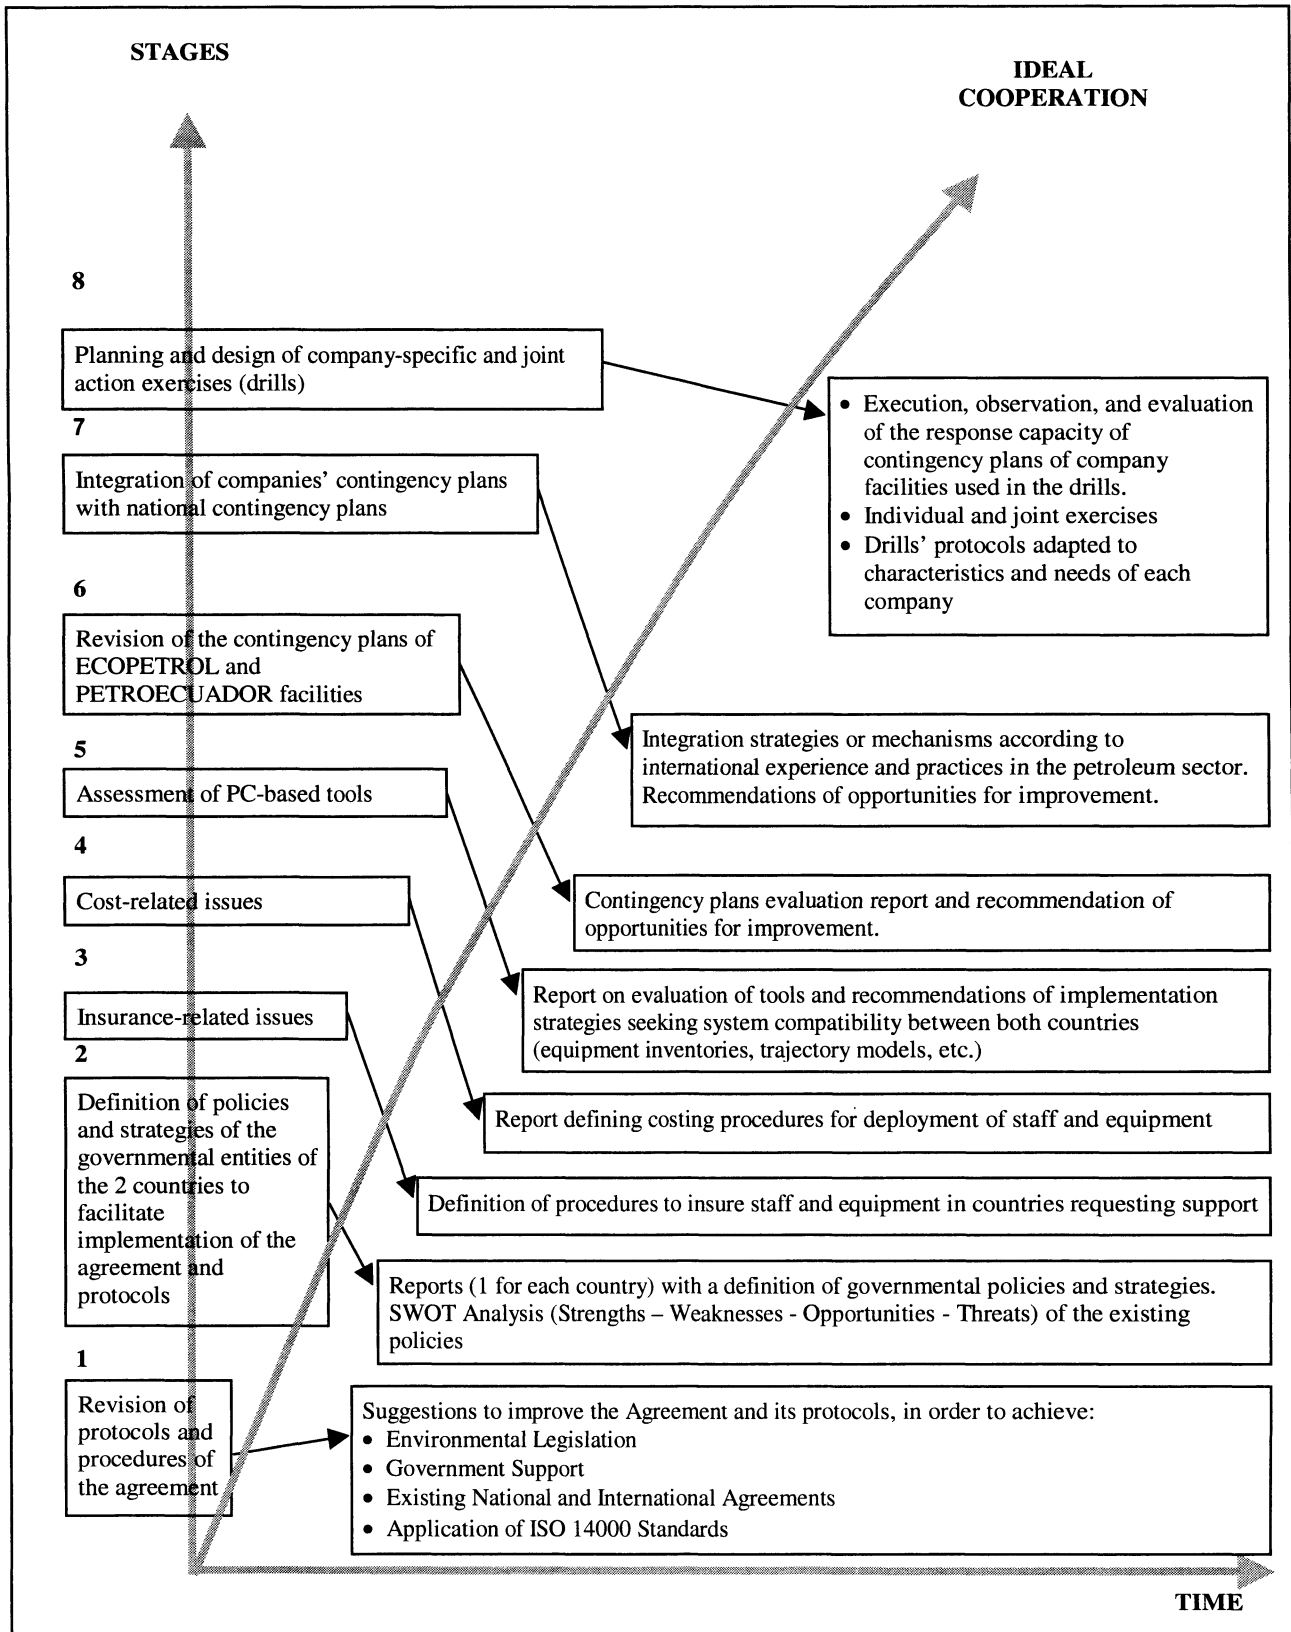 STAGES
IDEAL
COOPERATION
8
Planning and design of company-specific and joint
action exercises (drills)
• Execution, observation, and evaluation
of the response capacity of
contingency plans of company
facilities used in the drills.
• Individual and joint exercises
• Drills’ protocols adapted to
characteristics and needs of each
company
7
Integration of companies’ contingency plans
with national contingency plans
Integration strategies or mechanisms according to
international experience and practices in the petroleum sector.
Recommendations of opportunities for improvement.
6
Revision of the contingency plans of
ECOPETROL and
PETROECUADOR facilities
Contingency plans evaluation report and recommendation of
opportunities for improvement.
5
Assessment of PC-based tools
Report on evaluation of tools and recommendations of implementation
strategies seeking system compatibility between both countries
(equipment inventories, trajectory models, etc.)
4
Cost-related issues
Report defining costing procedures for deployment of staff and equipment
3
Insurance-related issues
Definition of procedures to insure staff and equipment in countries requesting support
2
Definition of policies
and strategies of the
governmental entities of
the 2 countries to
facilitate
implementation of the
agreement and
protocols
Reports (1 for each country) with a definition of governmental policies and strategies.
SWOT Analysis (Strengths – Weaknesses - Opportunities - Threats) of the existing
policies
1
Revision of
protocols and
procedures of
the agreement
Suggestions to improve the Agreement and its protocols, in order to achieve:
• Environmental Legislation
• Government Support
• Existing National and International Agreements
• Application of ISO 14000 Standards
TIME